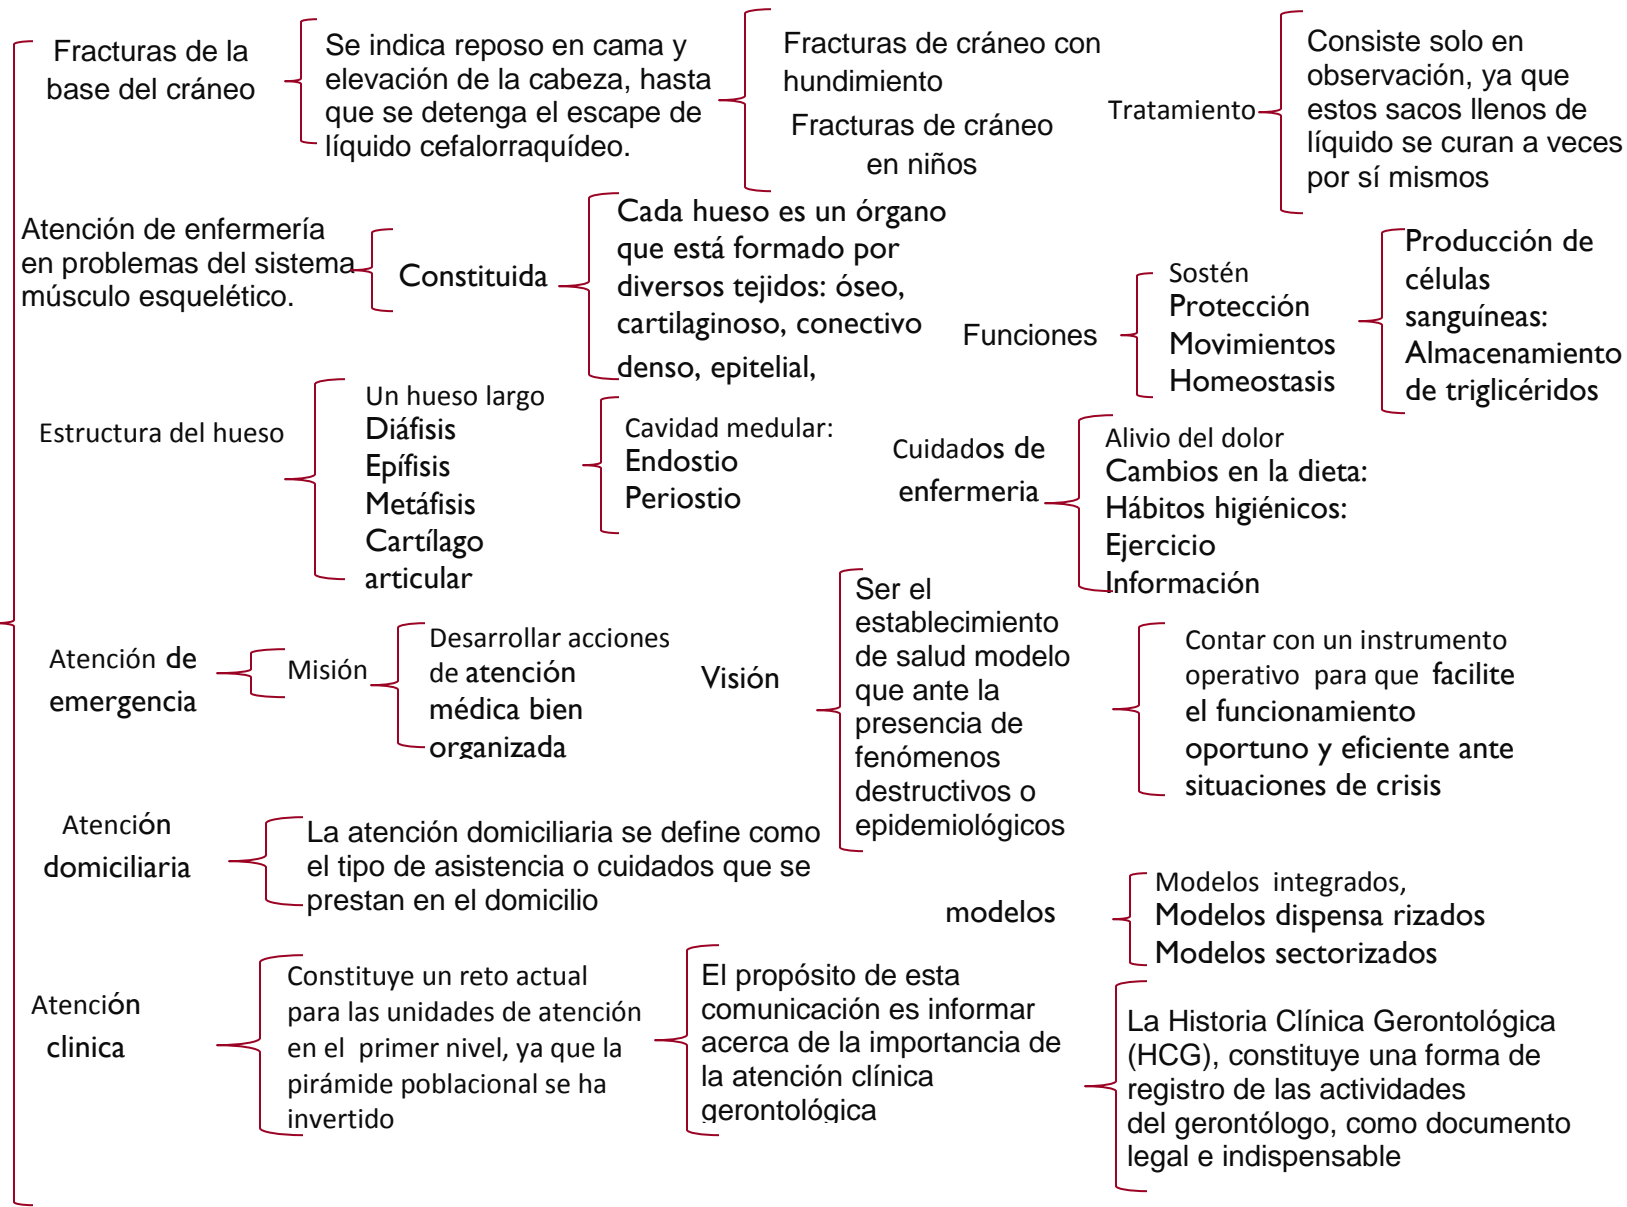 Fracturas de la
base del cráneo
Se indica reposo en cama y
elevación de la cabeza, hasta
que se detenga el escape de
líquido cefalorraquídeo.
Fracturas de cráneo con
hundimiento
Fracturas de cráneo
en niños
Tratamiento
Consiste solo en
observación, ya que
estos sacos llenos de
líquido se curan a veces
por sí mismos
Atención de enfermería
en problemas del sistema
músculo esquelético.
Constituida
Cada hueso es un órgano
que está formado por
diversos tejidos: óseo,
cartilaginoso, conectivo
denso, epitelial,
Funciones
Sostén
Protección
Movimientos
Homeostasis
Producción de
células
sanguíneas:
Almacenamiento
de triglicéridos
Estructura del hueso
Un hueso largo
Diáfisis
Epífisis
Metáfisis
Cartílago
articular
Cavidad medular:
Endostio
Periostio
Cuidados de
enfermeria
Alivio del dolor
Cambios en la dieta:
Hábitos higiénicos:
Ejercicio
Información
Atención de
emergencia
Misión
Desarrollar acciones
de atención
médica bien
organizada
Visión
Ser el
establecimiento
de salud modelo
que ante la
presencia de
fenómenos
destructivos o
epidemiológicos
Contar con un instrumento
operativo para que facilite
el funcionamiento
oportuno y eficiente ante
situaciones de crisis
Atención
domiciliaria
La atención domiciliaria se define como
el tipo de asistencia o cuidados que se
prestan en el domicilio
modelos
Modelos integrados,
Modelos dispensa rizados
Modelos sectorizados
Atención
clinica
Constituye un reto actual
para las unidades de atención
en el primer nivel, ya que la
pirámide poblacional se ha
invertido
El propósito de esta
comunicación es informar
acerca de la importancia de
la atención clínica
gerontológica
La Historia Clínica Gerontológica
(HCG), constituye una forma de
registro de las actividades
del gerontólogo, como documento
legal e indispensable